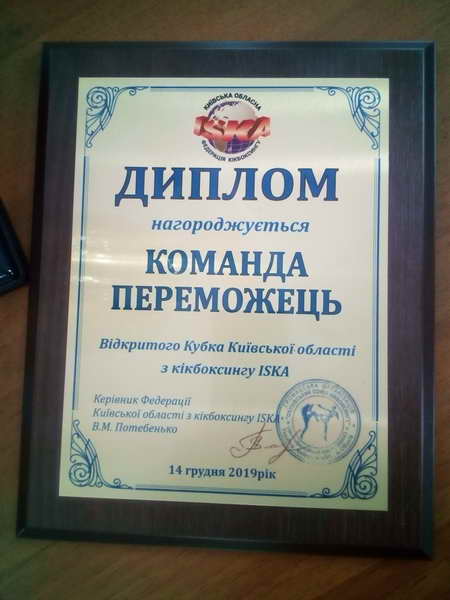 КИЇВСЬКА ОБЛАСНА
ISKA
ФЕДЕРАЦІЯ КІКБОКСИНГУ
ДИПЛОМ
нагороджується
КОМАНДА
ПЕРЕМОЖЕЦЬ
Відкритого Кубка Київської області
з кікбоксингу ISKA
Керівник Федерації
Київської області з кікбоксингу ISKA
В.М. Потебенько
14 грудня 2019рік